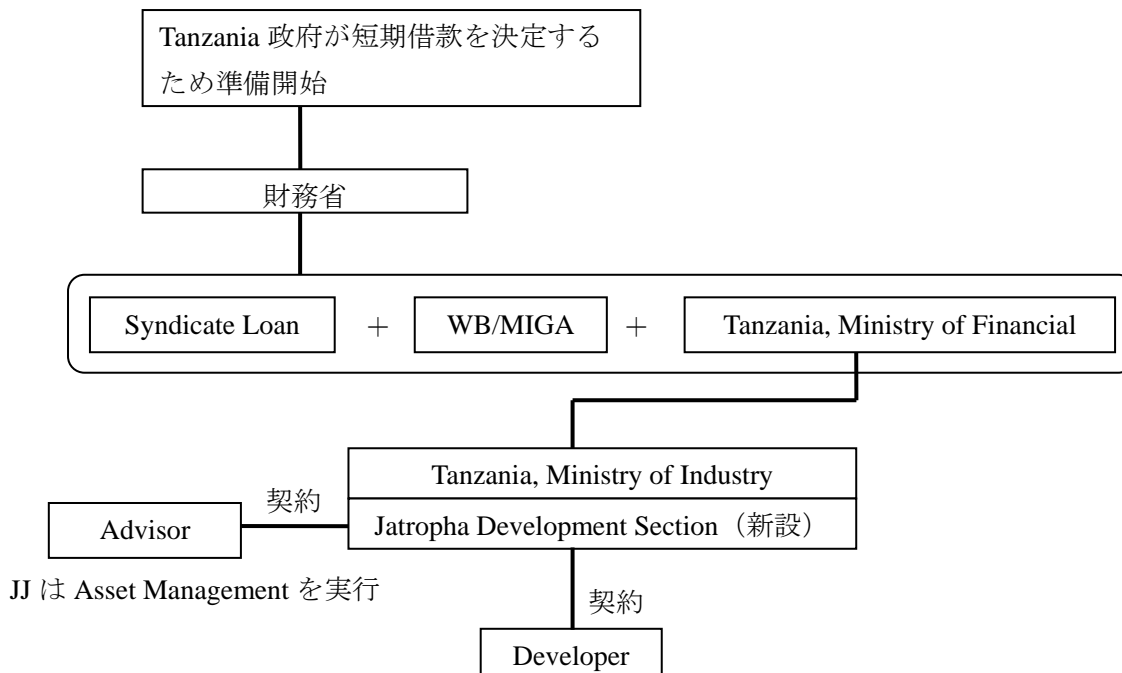 Tanzania 政府が短期借款を決定する
ため準備開始
財務省
Syndicate Loan + WB/MIGA + Tanzania, Ministry of Financial
Tanzania, Ministry of Industry
契約
Advisor
Jatropha Development Section（新設）
JJ は Asset Management を実行
契約
Developer